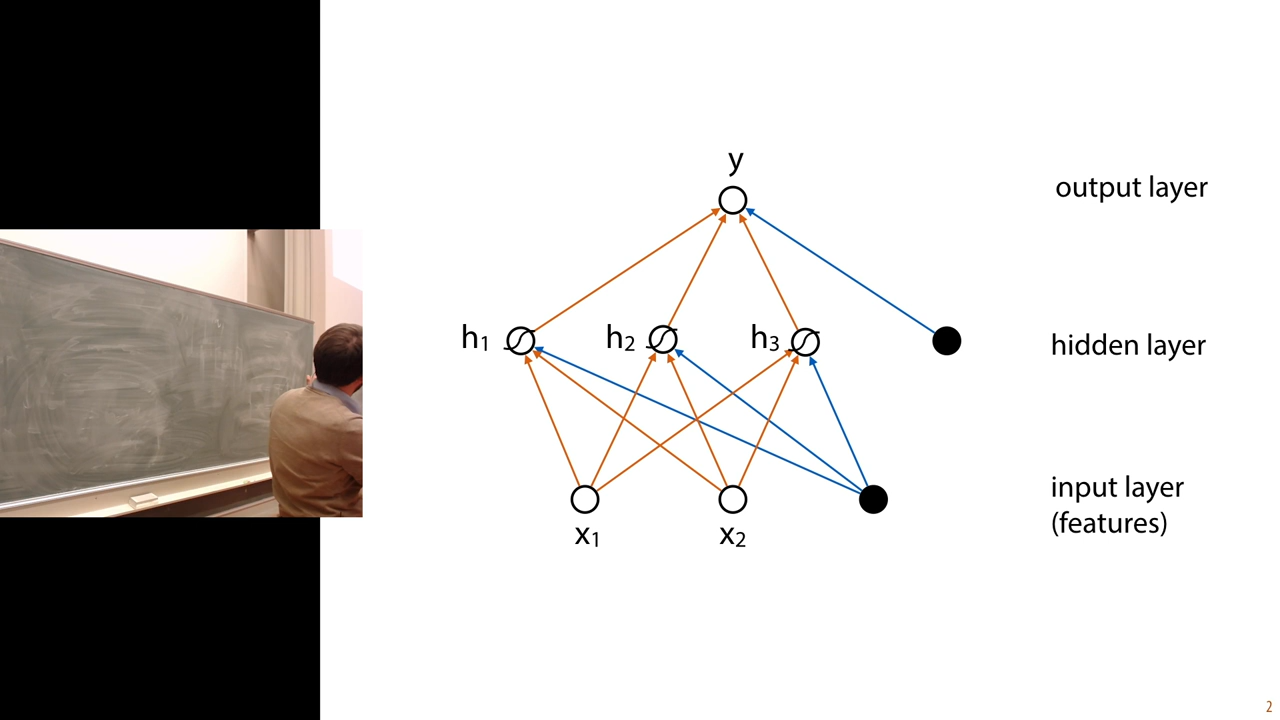 y
output layer
h1
h2
h3
hidden layer
input layer
(features)
x1
x2
2